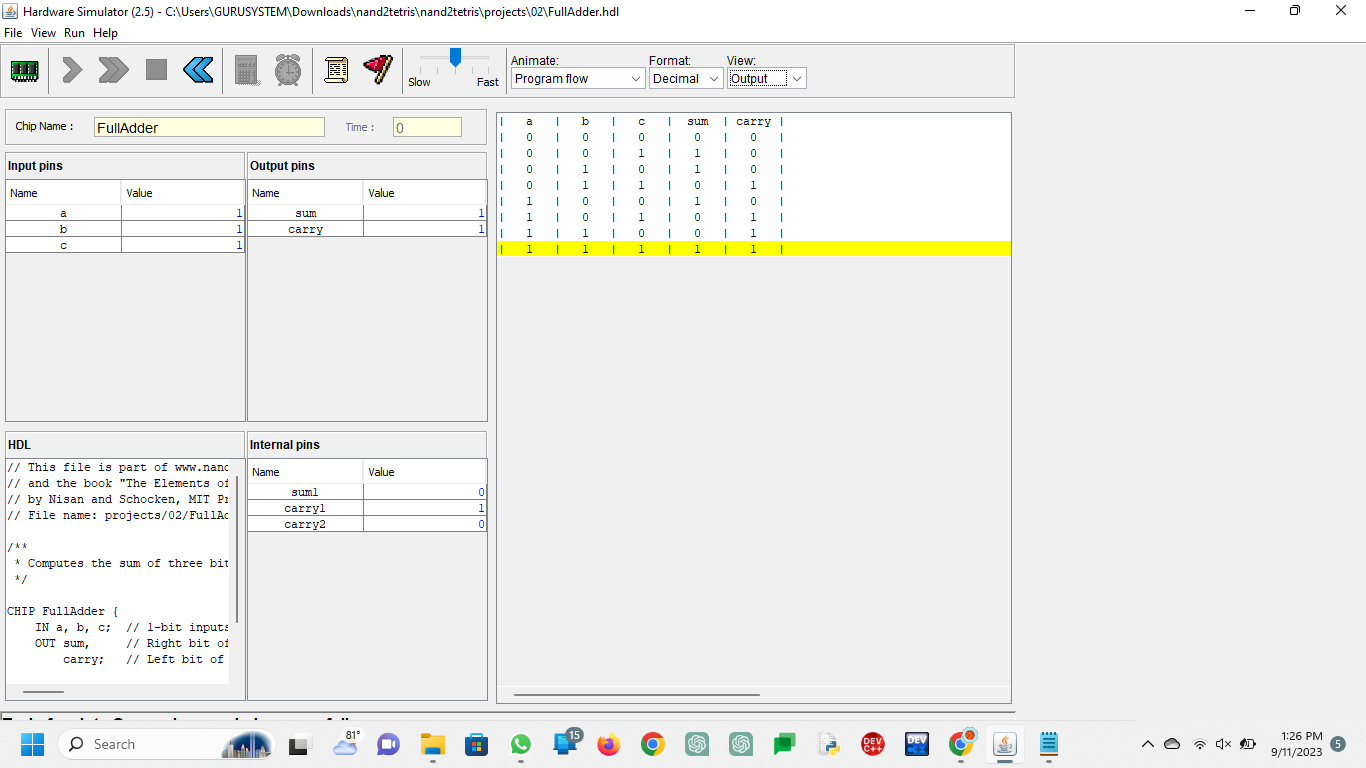 Hardware Simulator (2.5) - C:\Users\GURUSYSTEM\Downloads\nand2tetris\nand2tetris\projects\02\FullAdder.hdl
File View Run Help
Slow Fast
Animate: Format: View:
Program flow Decimal Output
Chip Name : FullAdder Time : 0
Input pins
Name Value
a 1
b 1
c 1
Output pins
Name Value
sum 1
carry 1
HDL
// This file is part of www.nand
// and the book "The Elements of
// by Nisan and Schocken, MIT Pr
// File name: projects/02/FullAd
/**
* Computes the sum of three bit
*/
CHIP FullAdder {
IN a, b, c; // 1-bit inputs
OUT sum, // Right bit of
carry; // Left bit of
Internal pins
Name Value
sum1 0
carry1 1
carry2 0
| a | b | c | sum | carry |
| 0 | 0 | 0 | 0 | 0 |
| 0 | 0 | 1 | 1 | 0 |
| 0 | 1 | 0 | 1 | 0 |
| 0 | 1 | 1 | 0 | 1 |
| 1 | 0 | 0 | 1 | 0 |
| 1 | 0 | 1 | 0 | 1 |
| 1 | 1 | 0 | 0 | 1 |
| 1 | 1 | 1 | 1 | 1 |
Search
81°
15
DEV C++
DEV
1:26 PM
9/11/2023
5